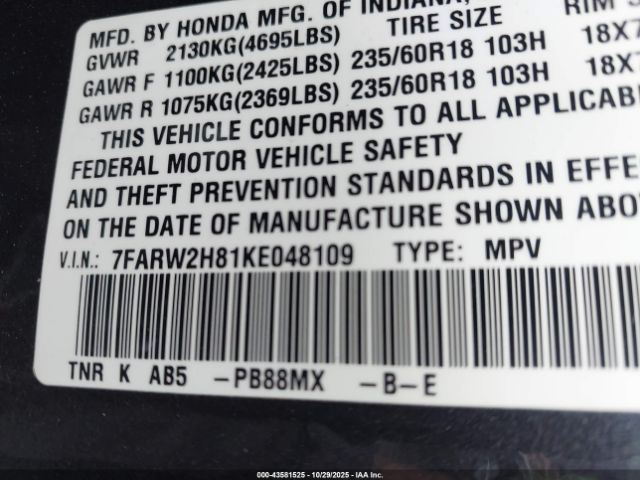 MFD. BY HONDA MFG. OF INDIANA,
TIRE SIZE RIM
GVWR 2130KG(4695LBS)
GAWR F 1100KG(2425LBS) 235/60R18 103H 18X7
GAWR R 1075KG(2369LBS) 235/60R18 103H 18X7
THIS VEHICLE CONFORMS TO ALL APPLICAB
FEDERAL MOTOR VEHICLE SAFETY
AND THEFT PREVENTION STANDARDS IN EFFE
ON THE DATE OF MANUFACTURE SHOWN ABO
V.I.N.: 7FARW2H81KE048109 TYPE: MPV
TNR K AB5 -PB88MX -B-E
000-43581525 | 10/29/2025 | IAA Inc.